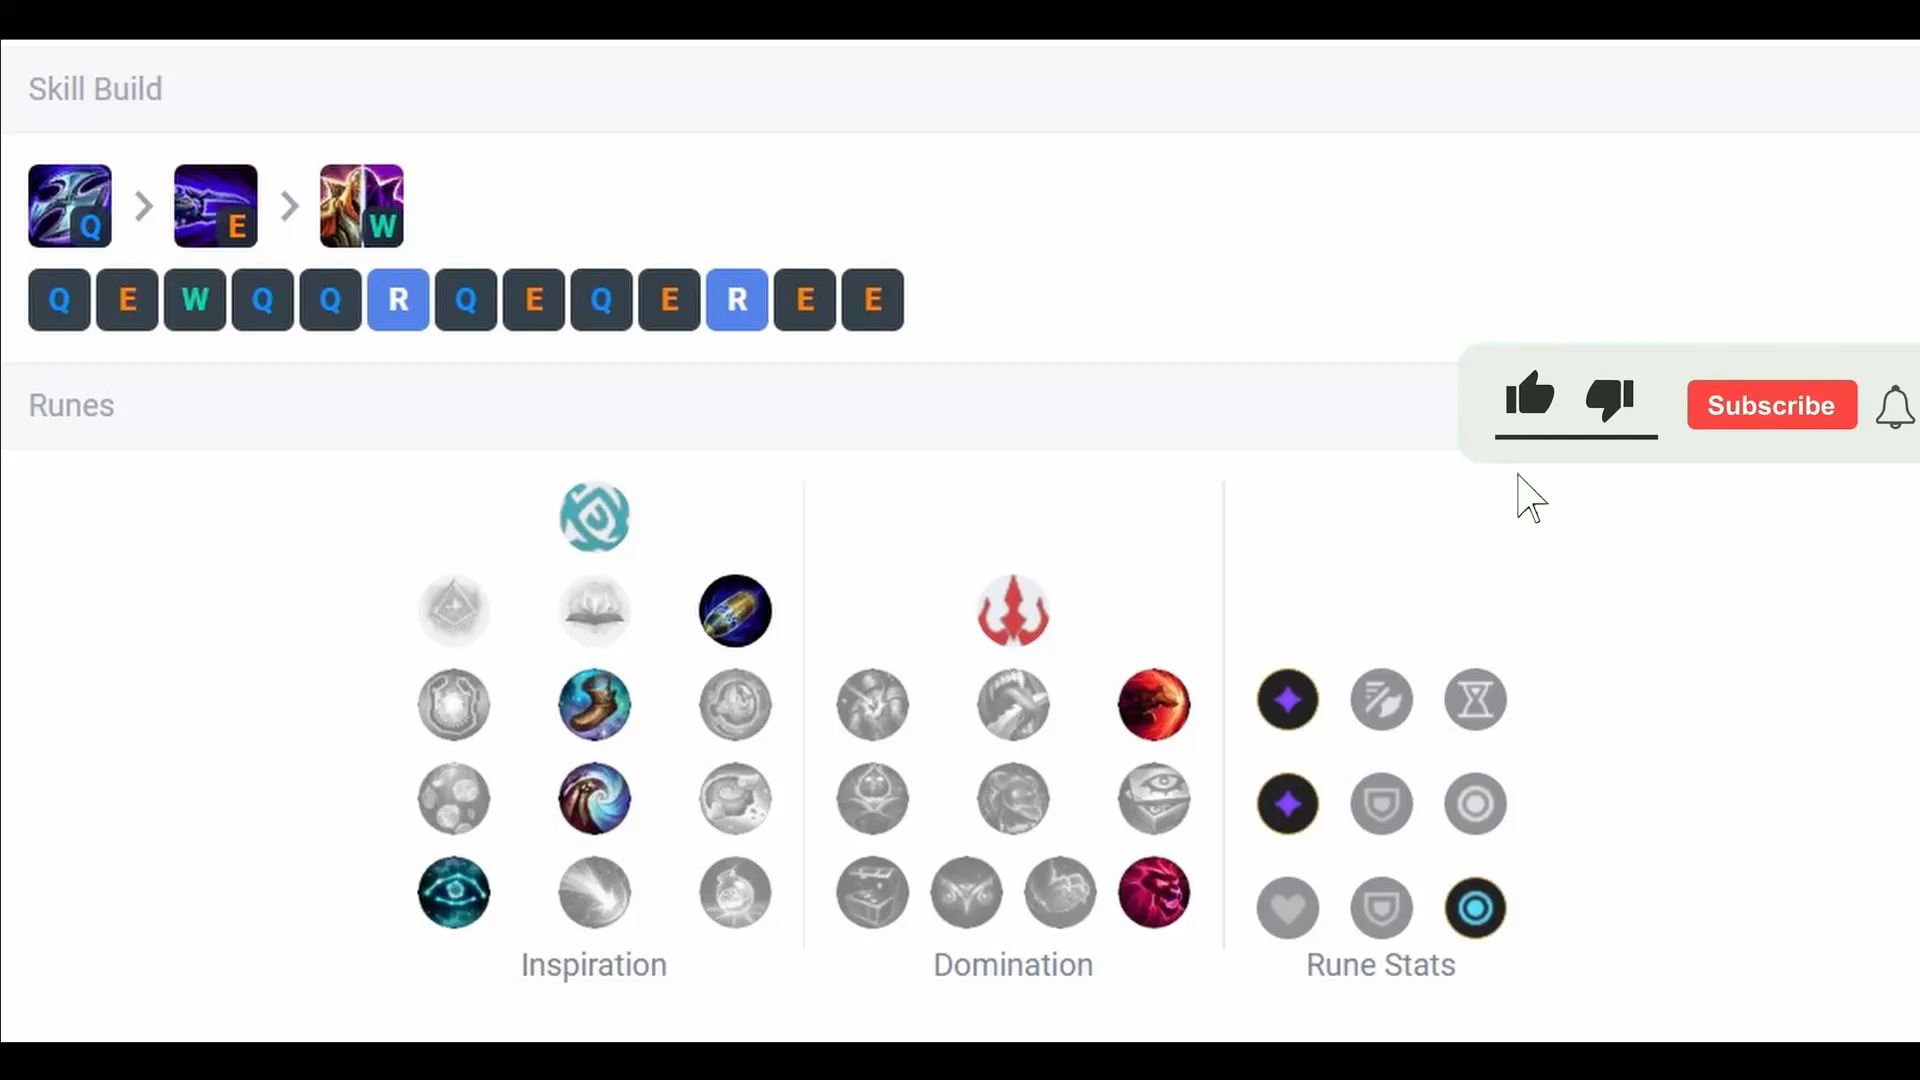 Skill Build
Q E W
Q E W Q Q R Q E Q E R E E
Runes
Subscribe
Inspiration
Domination
Rune Stats